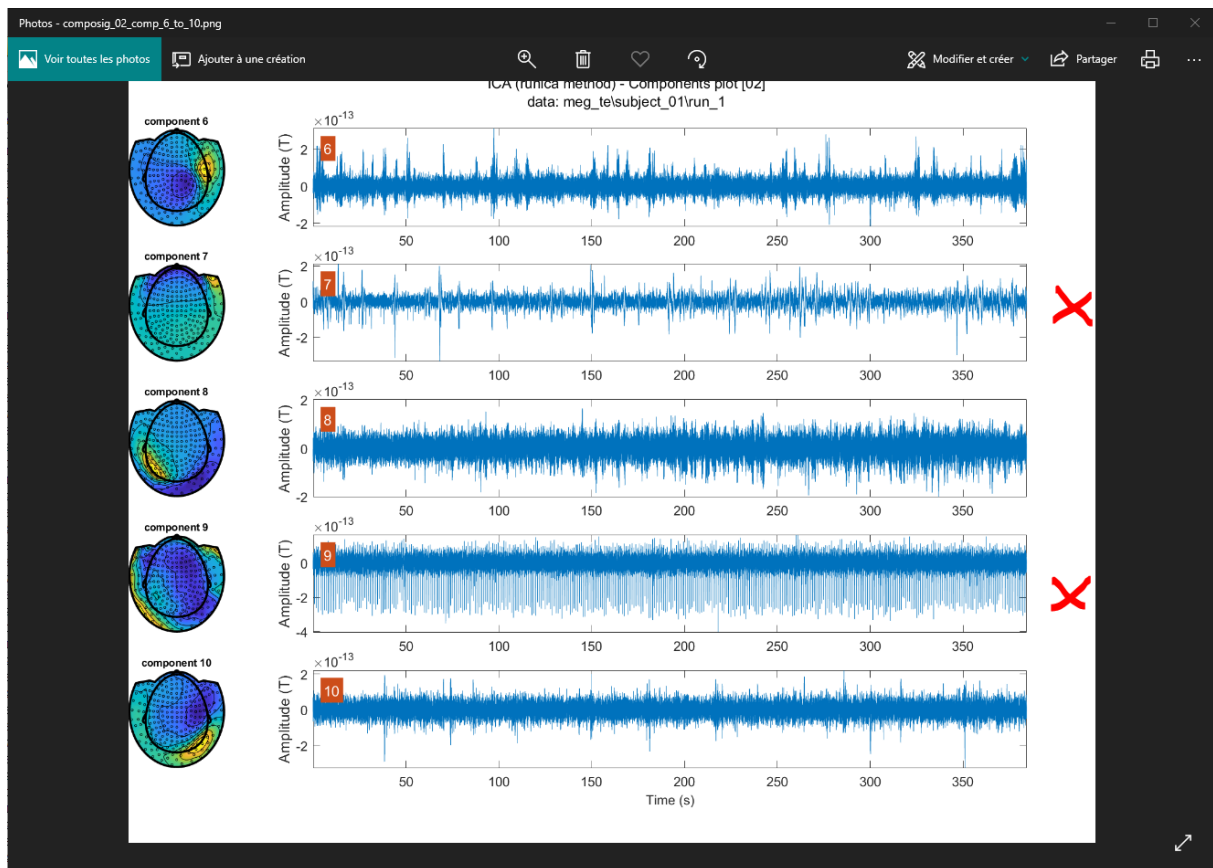 Photos - composig_02_comp_6_to_10.png
Voir toutes les photos
Ajouter à une création
Modifier et créer
Partager
ICA (runica method) - Components plot [02]
data: meg_te\subject_01\run_1
component 6
×10-13
6
Amplitude (T)
2
0
-2
50 100 150 200 250 300 350
component 7
×10-13
7
Amplitude (T)
2
0
-2
50 100 150 200 250 300 350
component 8
×10-13
8
Amplitude (T)
2
0
-2
50 100 150 200 250 300 350
component 9
×10-13
9
Amplitude (T)
0
-2
-4
50 100 150 200 250 300 350
component 10
×10-13
10
Amplitude (T)
2
0
-2
50 100 150 200 250 300 350
Time (s)